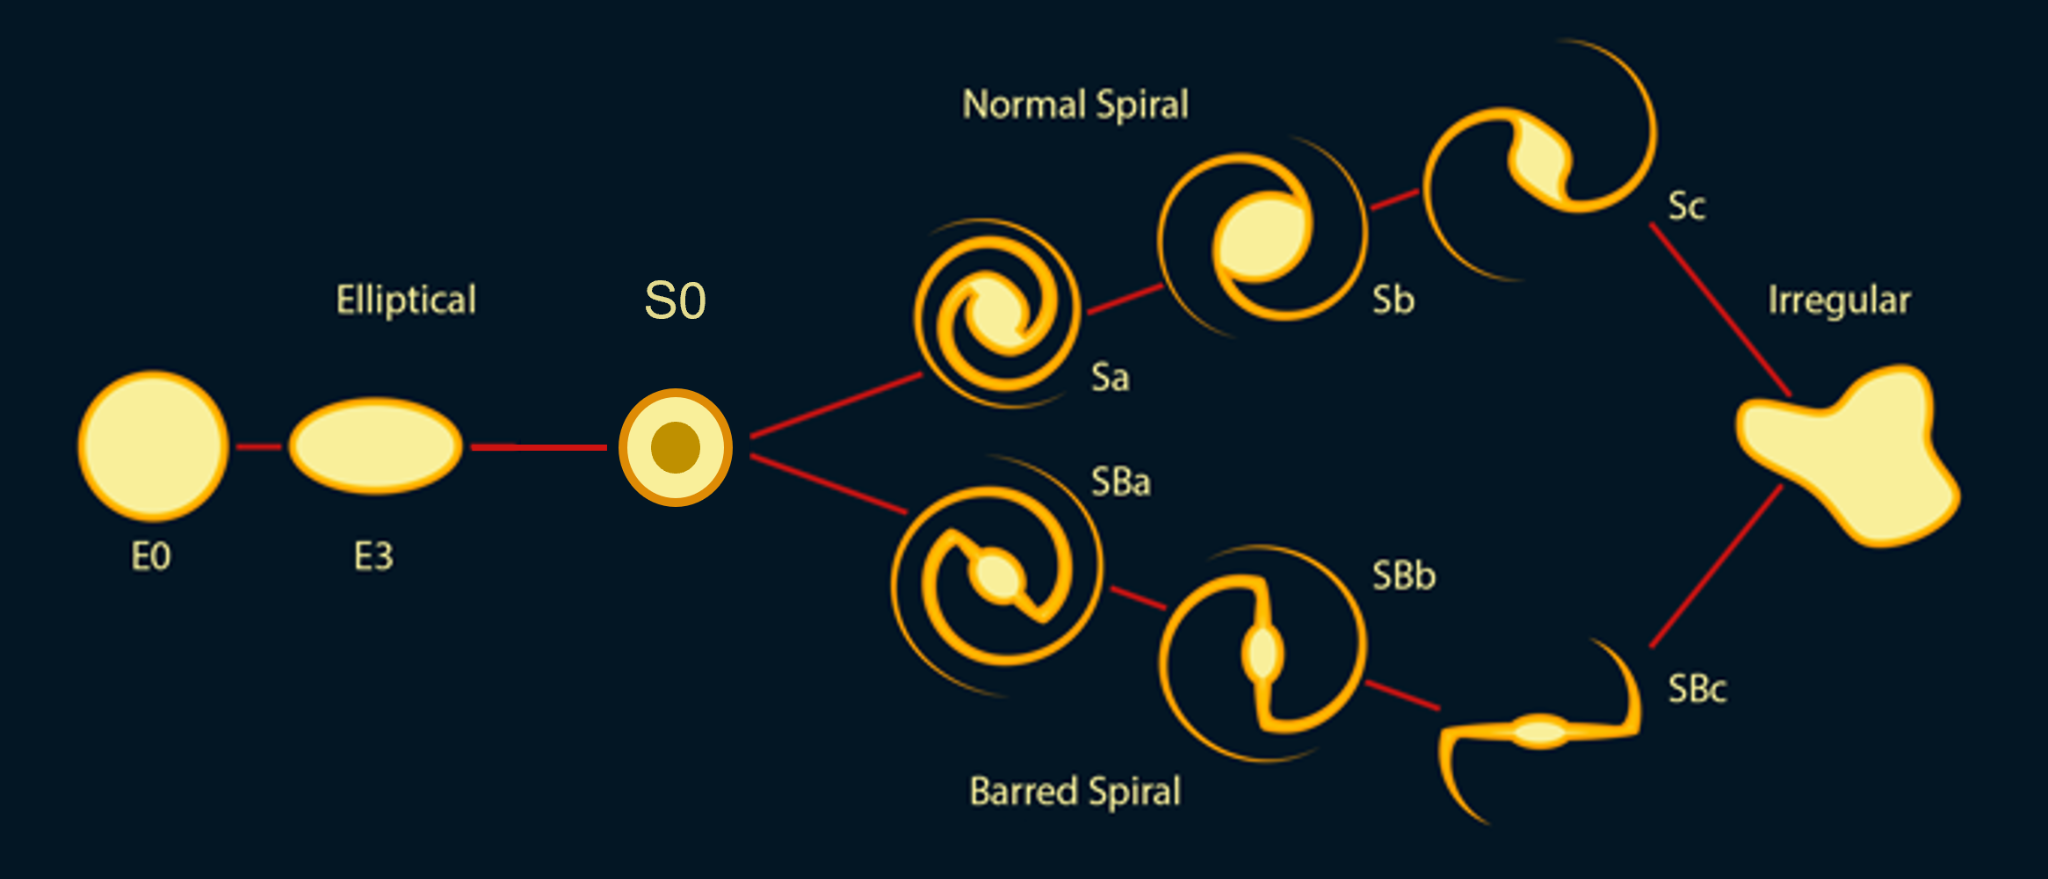 Normal Spiral
Sc
Elliptical
S0
Sb
Irregular
Sa
SBa
E0
E3
SBb
SBc
Barred Spiral